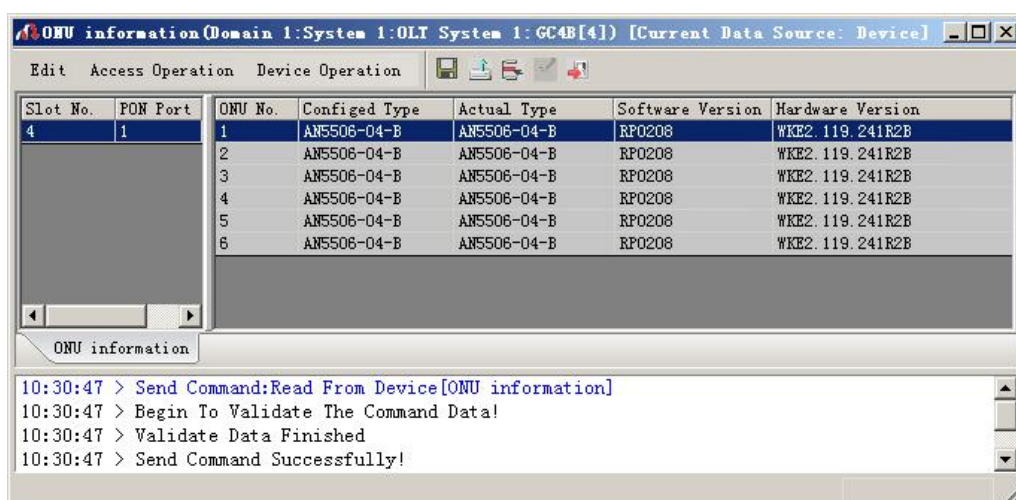 ONU information(Domain 1:System 1:OLT System 1:GC4B[4]) [Current Data Source: Device]
Edit Access Operation Device Operation
Slot No. PON Port ONU No. Configed Type Actual Type Software Version Hardware Version
4 1 1 AN5506-04-B AN5506-04-B RP0208 WKE2.119.241R2B
2 AN5506-04-B AN5506-04-B RP0208 WKE2.119.241R2B
3 AN5506-04-B AN5506-04-B RP0208 WKE2.119.241R2B
4 AN5506-04-B AN5506-04-B RP0208 WKE2.119.241R2B
5 AN5506-04-B AN5506-04-B RP0208 WKE2.119.241R2B
6 AN5506-04-B AN5506-04-B RP0208 WKE2.119.241R2B
ONU information
10:30:47 > Send Command:Read From Device[ONU information]
10:30:47 > Begin To Validate The Command Data!
10:30:47 > Validate Data Finished
10:30:47 > Send Command Successfully!